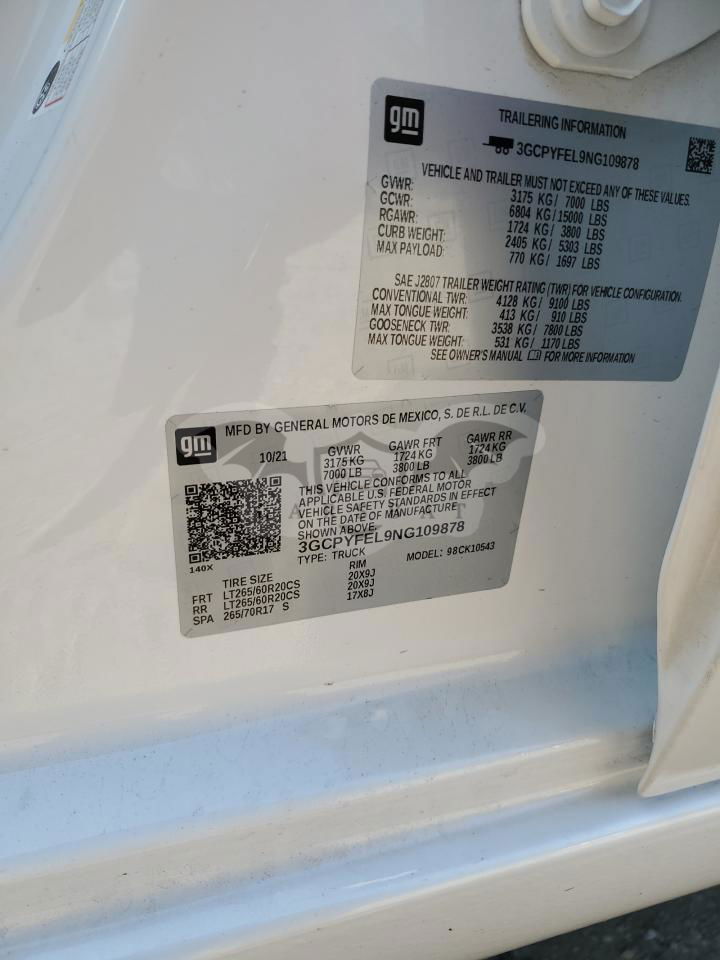 gm
TRAILERING INFORMATION
3GCPYFEL9NG109878
VEHICLE AND TRAILER MUST NOT EXCEED ANY OF THESE VALUES.
GVWR: 3175 KG/ 7000 LBS
GCWR: 6804 KG/15000 LBS
RGAWR: 1724 KG/ 3800 LBS
CURB WEIGHT: 2405 KG/ 5303 LBS
MAX PAYLOAD: 770 KG/ 1697 LBS
SAE J2807 TRAILER WEIGHT RATING (TWR) FOR VEHICLE CONFIGURATION.
CONVENTIONAL TWR: 4128 KG/ 9100 LBS
MAX TONGUE WEIGHT: 413 KG/ 910 LBS
GOOSENECK TWR: 3538 KG/ 7800 LBS
MAX TONGUE WEIGHT: 531 KG/ 1170 LBS
SEE OWNER'S MANUAL FOR MORE INFORMATION
gm
MFD BY GENERAL MOTORS DE MEXICO, S. DE R.L. DE C.V.
10/21 GVWR GAWR FRT GAWR RR
3175 KG 1724 KG 1724 KG
7000 LB 3800 LB 3800 LB
THIS VEHICLE CONFORMS TO ALL
APPLICABLE U.S. FEDERAL MOTOR
VEHICLE SAFETY STANDARDS IN EFFECT
ON THE DATE OF MANUFACTURE
SHOWN ABOVE.
3GCPYFEL9NG109878
140X
TYPE: TRUCK MODEL: 98CK10543
TIRE SIZE RIM
FRT LT265/60R20CS 20X9J
RR LT265/60R20CS 20X9J
SPA 265/70R17 S 17X8J